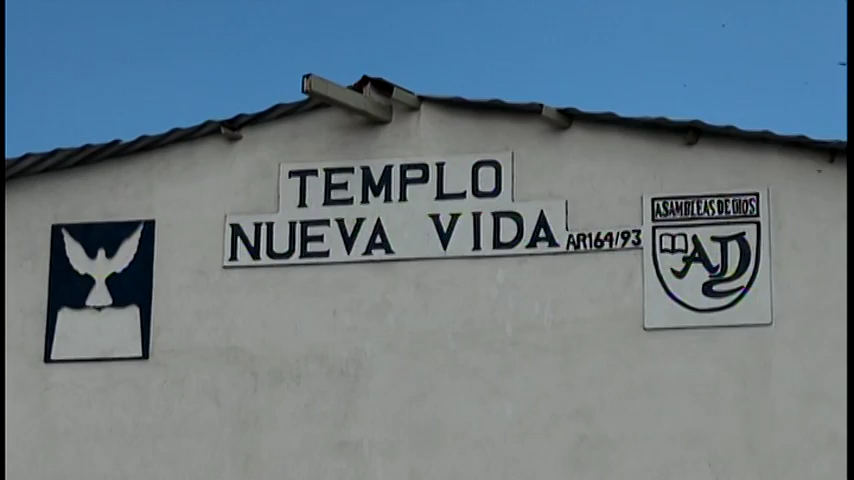 TEMPLO
NUEVA VIDA
AR164/93
ASAMBLEAS DE DIOS
AD